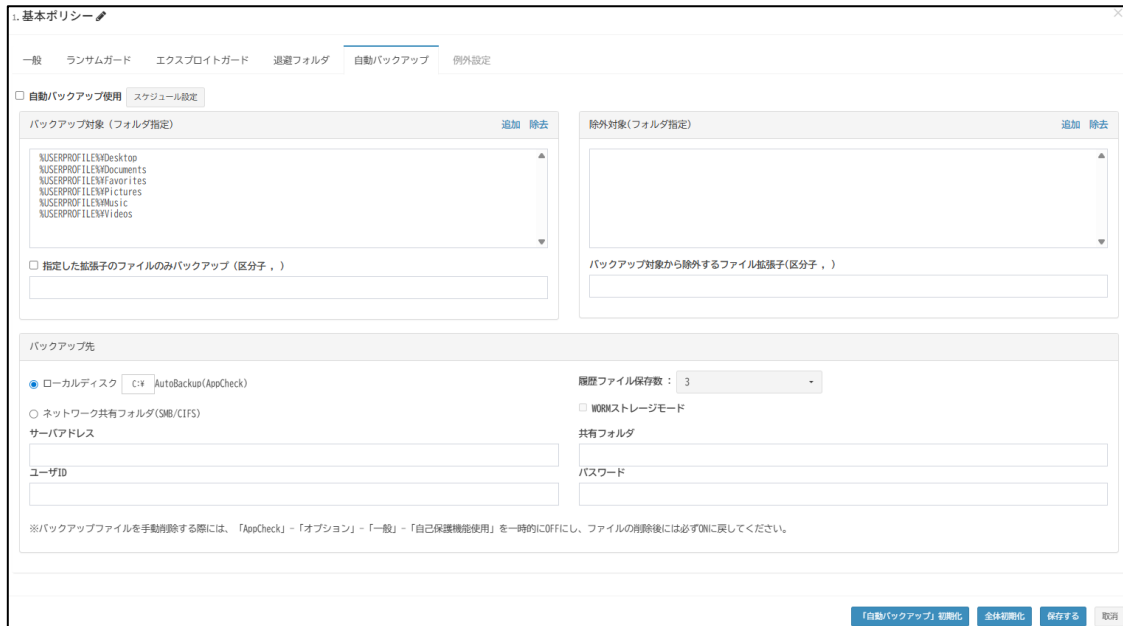 1. 基本ポリシー
一般 ランサムガード エクスプロイトガード 退避フォルダ 自動バックアップ 例外設定
自動バックアップ使用 スケジュール設定
バックアップ対象 (フォルダ指定) 追加 除去
%USERPROFILE%¥Desktop
%USERPROFILE%¥Documents
%USERPROFILE%¥Favorites
%USERPROFILE%¥Pictures
%USERPROFILE%¥Music
%USERPROFILE%¥Videos
指定した拡張子のファイルのみバックアップ (区分子 , )
除外対象(フォルダ指定) 追加 除去
バックアップ対象から除外するファイル拡張子(区分子 , )
バックアップ先
ローカルディスク C:¥ AutoBackup(AppCheck)
履歴ファイル保存数 : 3
ネットワーク共有フォルダ(SMB/CIFS)
WORMストレージモード
サーバアドレス
共有フォルダ
ユーザID
パスワード
※バックアップファイルを手動削除する際には、「AppCheck」-「オプション」-「一般」-「自己保護機能使用」を一時的にOFFにし、ファイルの削除後には必ずONに戻してください。
「自動バックアップ」初期化 全体初期化 保存する 取消